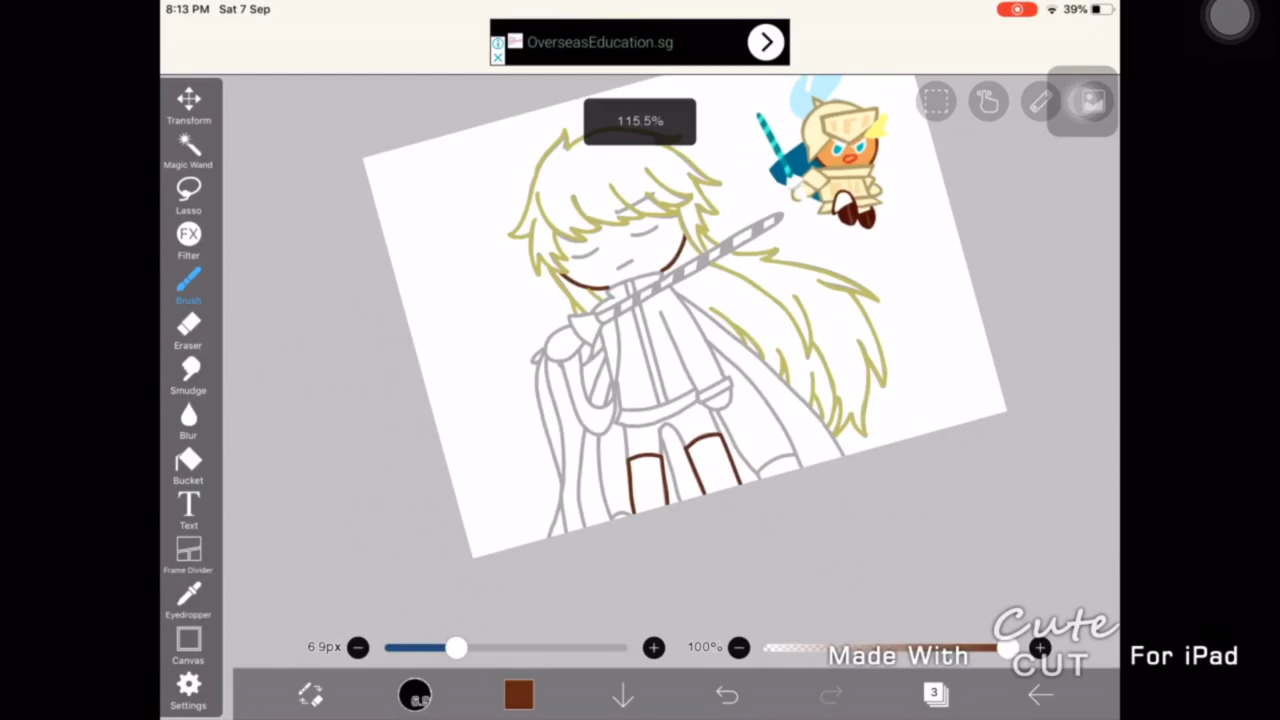 8:13 PM Sat 7 Sep
39%
OverseasEducation.sg
115.5%
Transform
Magic Wand
Lasso
FX
Filter
Brush
Eraser
Smudge
Blur
Bucket
T
Text
Frame Divider
Eyedropper
Canvas
Settings
6.9px
100%
6.9
3
Made With Cute CUT For iPad